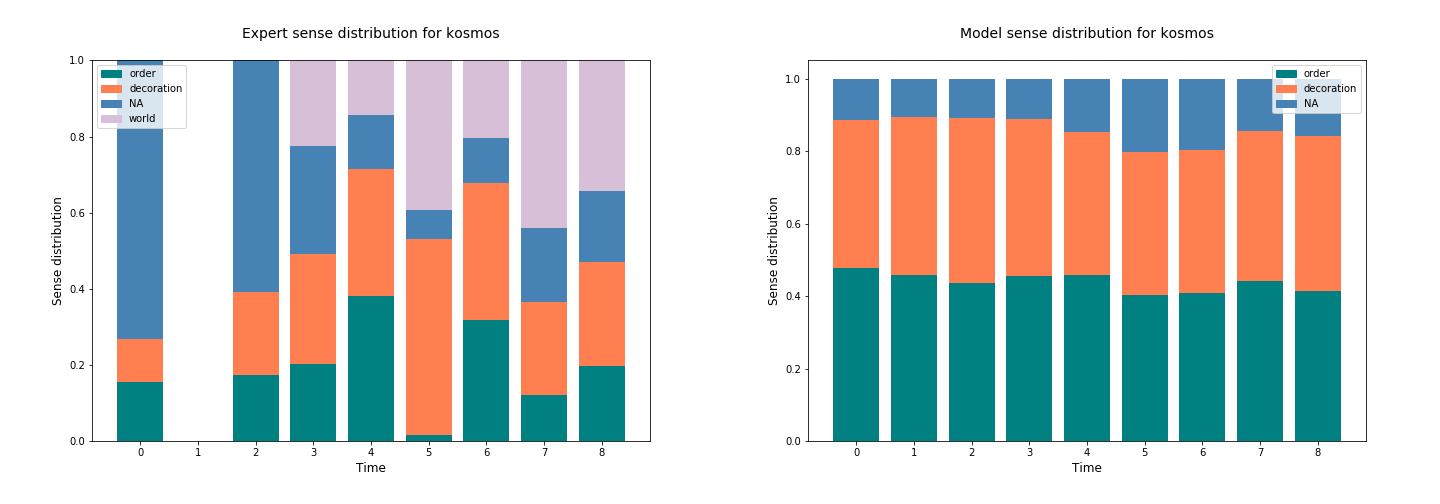 Expert sense distribution for kosmos
1.0
0.8
0.6
0.4
0.2
0.0
Sense distribution
order
decoration
NA
world
0 1 2 3 4 5 6 7 8
Time
Model sense distribution for kosmos
1.0
0.8
0.6
0.4
0.2
0.0
Sense distribution
order
decoration
NA
0 1 2 3 4 5 6 7 8
Time